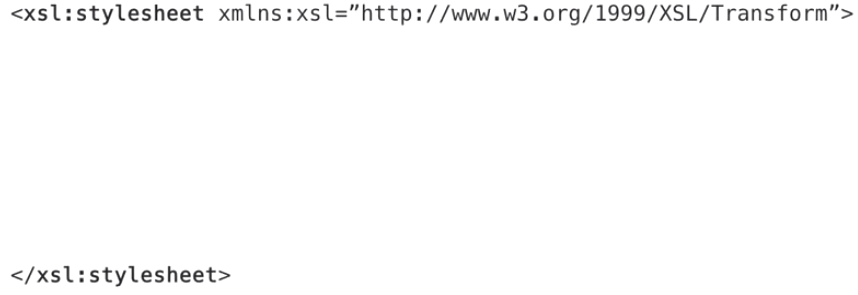 <xsl:stylesheet xmlns:xsl=”http://www.w3.org/1999/XSL/Transform”>
</xsl:stylesheet>